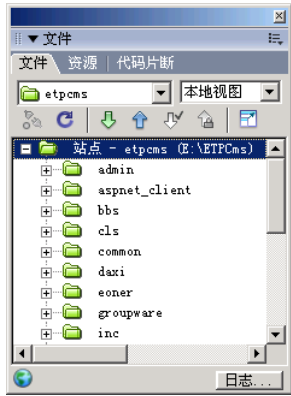 文件
文件 资源 代码片断
etpcms 本地视图
站点 - etpcms (E:\ETPCms)
admin
aspnet_client
bbs
cls
common
daxi
eoner
groupware
inc
日志...